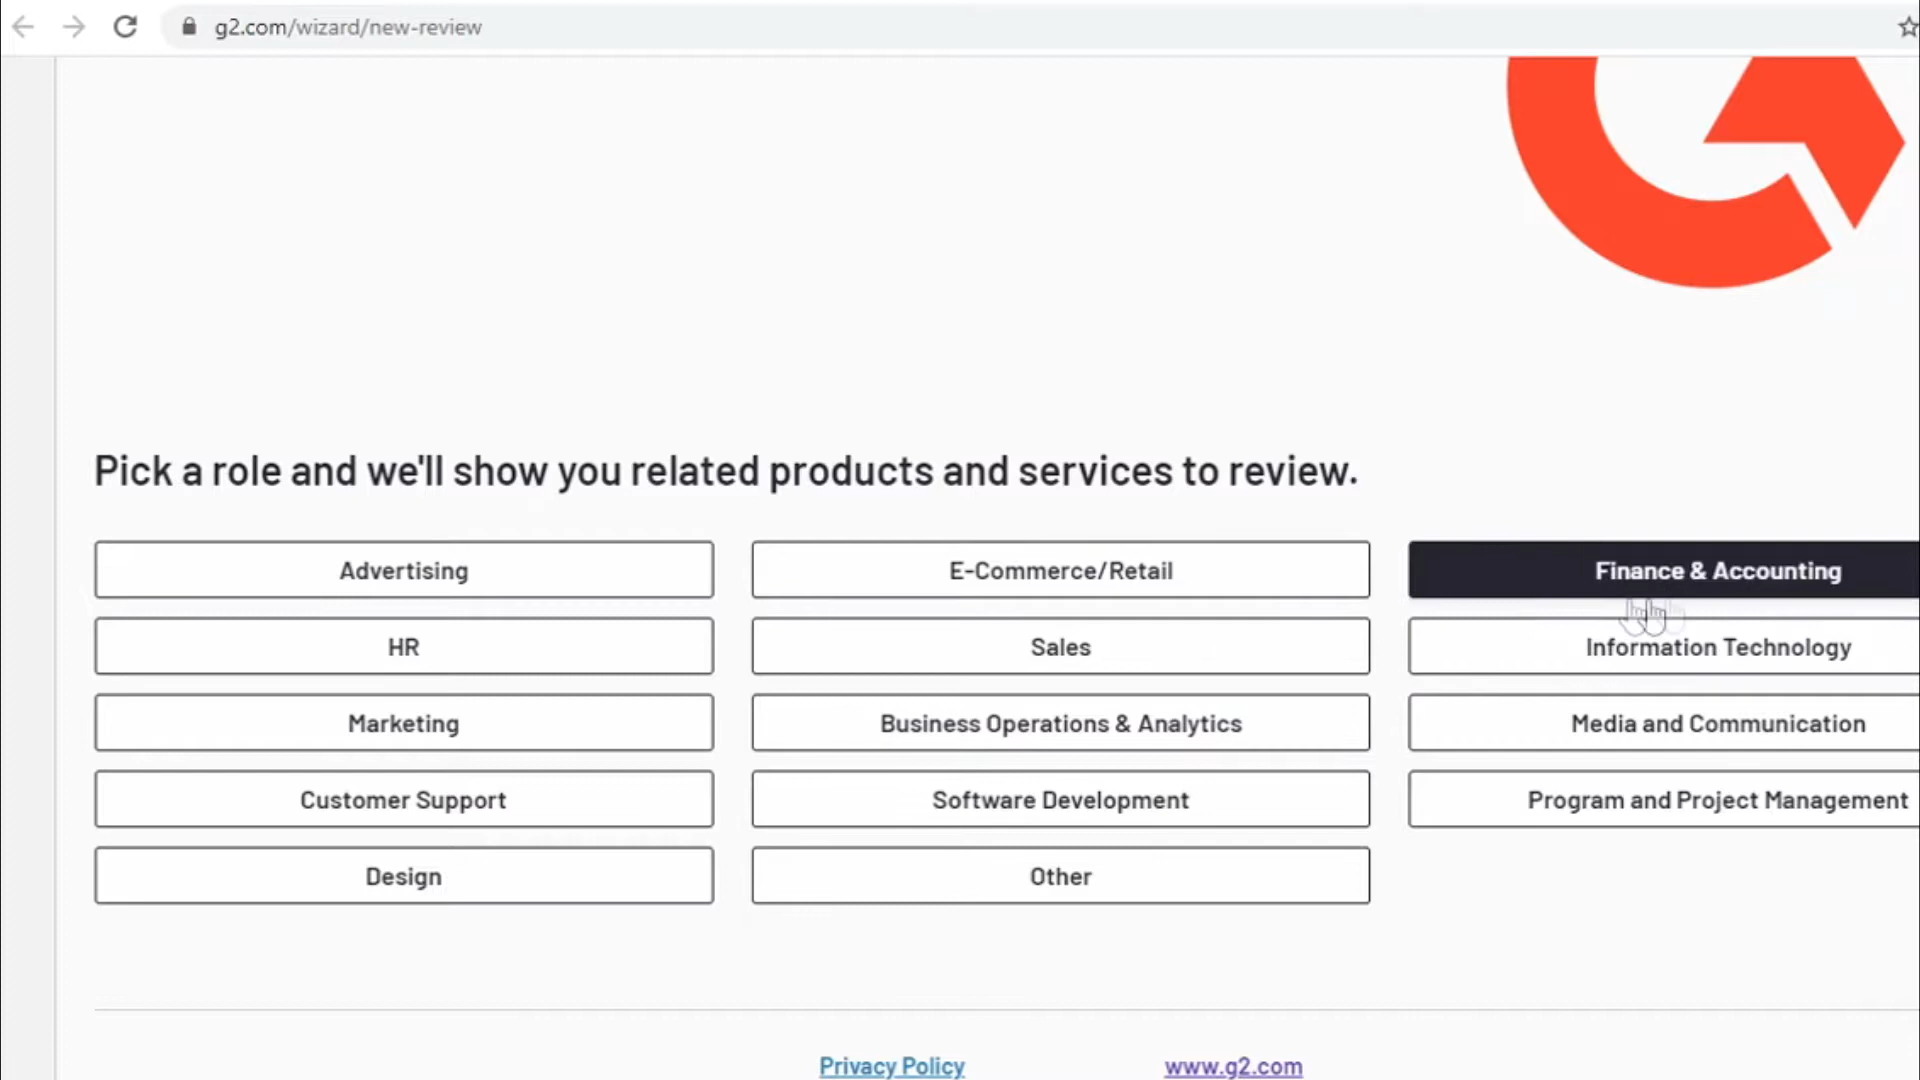 g2.com/wizard/new-review
Pick a role and we'll show you related products and services to review.
Advertising
E-Commerce/Retail
Finance & Accounting
HR
Sales
Information Technology
Marketing
Business Operations & Analytics
Media and Communication
Customer Support
Software Development
Program and Project Management
Design
Other
Privacy Policy
www.g2.com